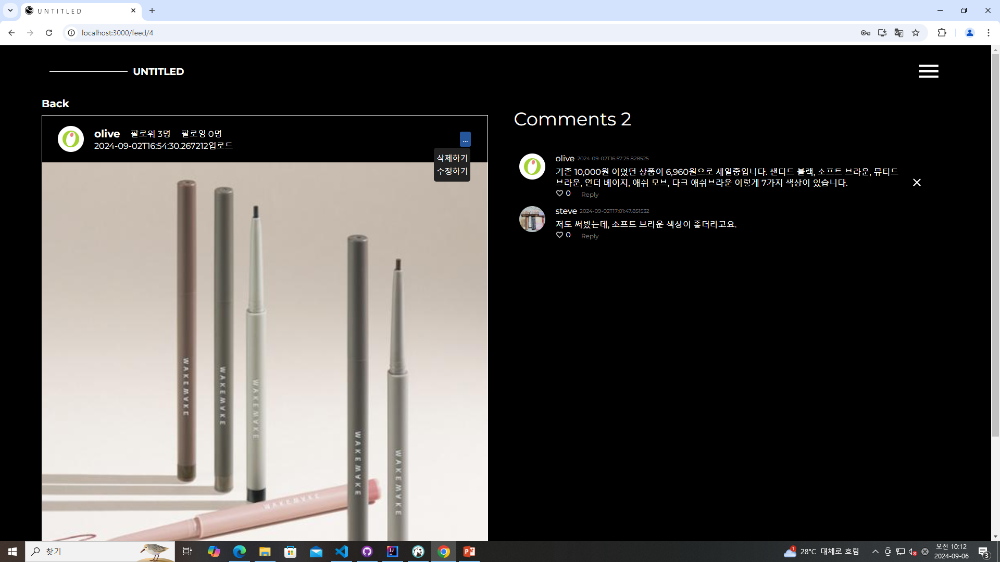 UNTITLED
localhost:3000/feed/4
UNTITLED
Back
olive 팔로워 3명 팔로잉 0명
2024-09-02T16:54:30.267212업로드
...
삭제하기
수정하기
WAKEMAKE
WAKEMAKE
WAKEMAKE
WAKEMAKE
WAKEMAKE
WAKEMAKE
Comments 2
olive 2024-09-02T16:57:25.828525
기존 10,000원 이었던 상품이 6,960원으로 세일중입니다. 샌디드 블랙, 소프트 브라운, 뮤티드
브라운, 언더 베이지, 애쉬 모브, 다크 애쉬브라운 이렇게 7가지 색상이 있습니다.
0 Reply
steve 2024-09-02T17:01:47.851532
저도 써봤는데, 소프트 브라운 색상이 좋더라고요.
0 Reply
찾기
1
28°C 대체로 흐림
오전 10:12
2024-09-06
3